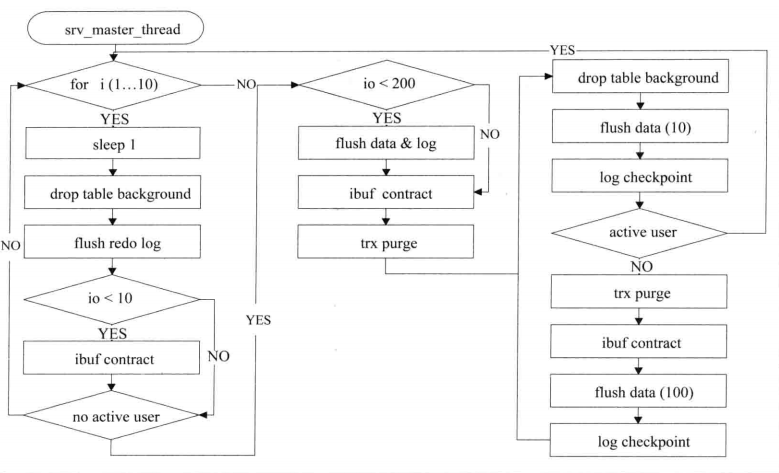 srv_master_thread
for i (1…10)
YES
NO
sleep 1
drop table background
flush redo log
NO
io < 10
YES
NO
ibuf contract
no active user
YES
io < 200
YES
NO
flush data & log
ibuf contract
trx purge
YES
drop table background
flush data (10)
log checkpoint
active user
NO
trx purge
ibuf contract
flush data (100)
log checkpoint